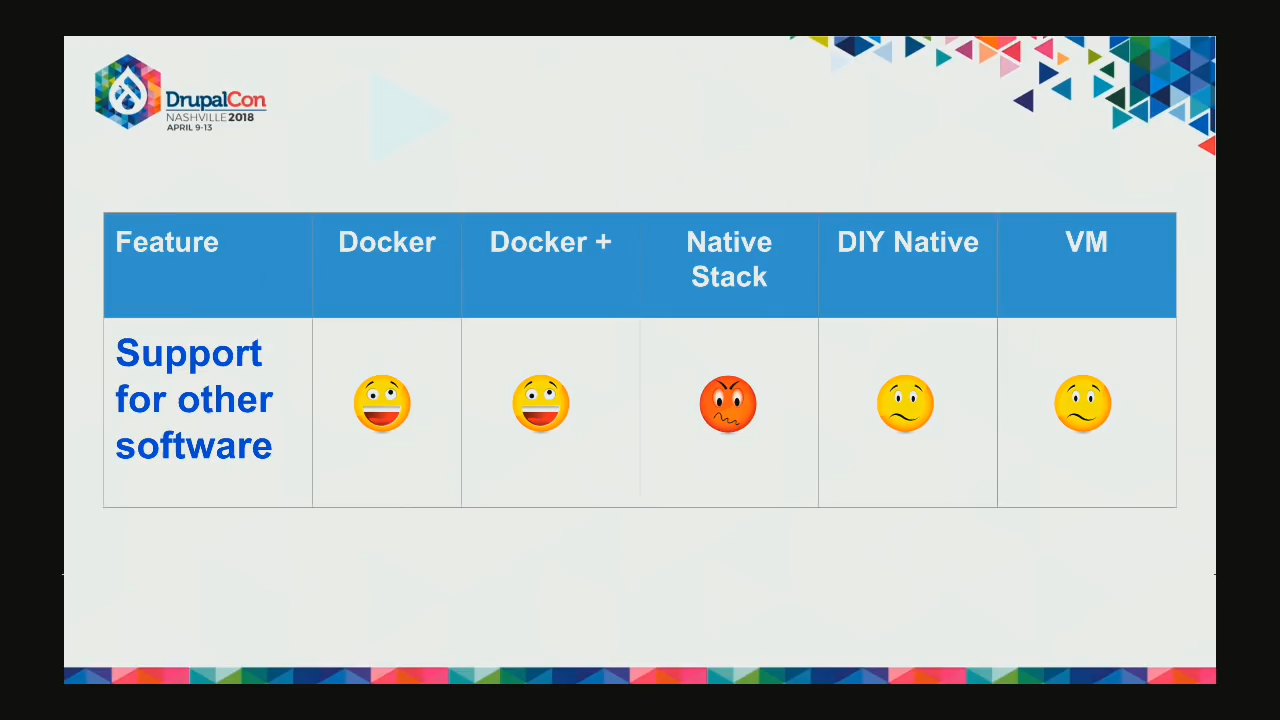 DrupalCon
NASHVILLE 2018
APRIL 9-13
Feature
Docker
Docker +
Native
Stack
DIY Native
VM
Support
for other
software